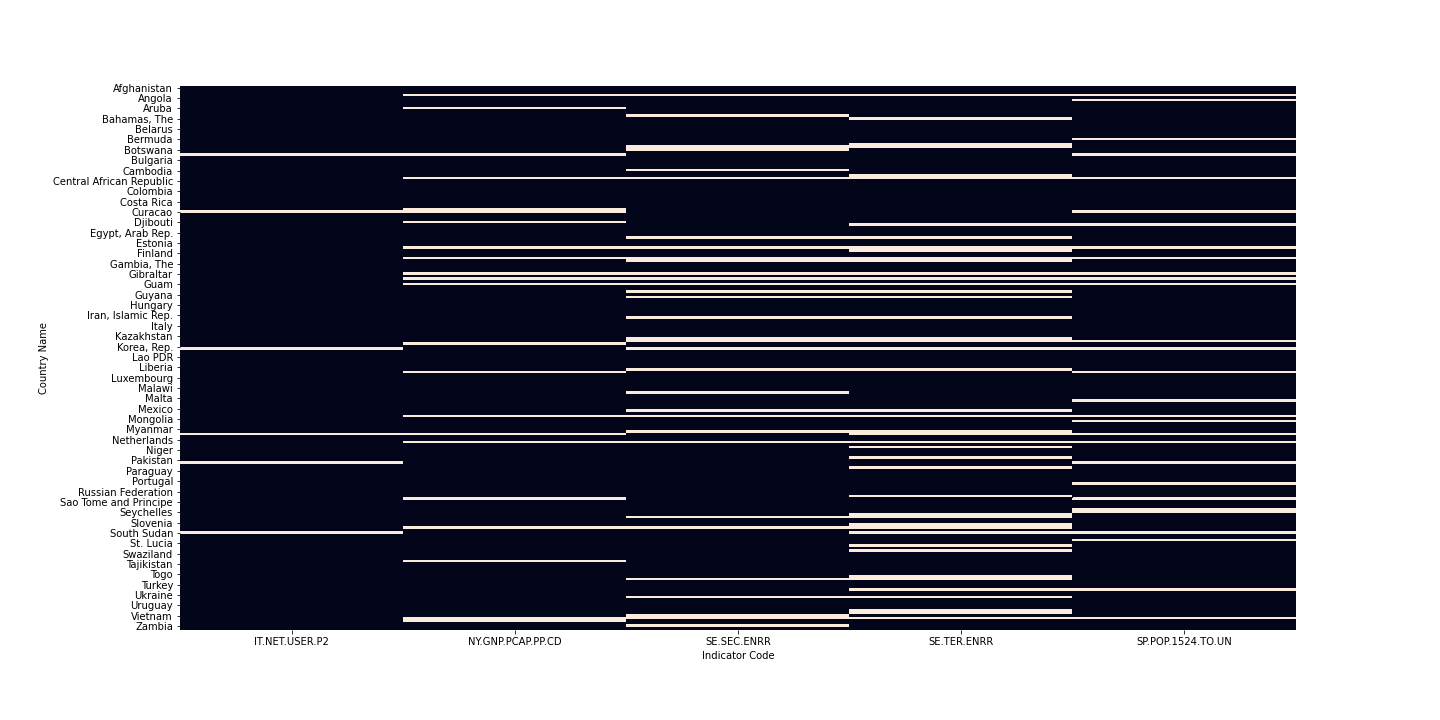 Afghanistan
Angola
Aruba
Bahamas, The
Belarus
Bermuda
Botswana
Bulgaria
Cambodia
Central African Republic
Colombia
Costa Rica
Curacao
Djibouti
Egypt, Arab Rep.
Estonia
Finland
Gambia, The
Gibraltar
Guam
Guyana
Hungary
Iran, Islamic Rep.
Italy
Kazakhstan
Korea, Rep.
Lao PDR
Liberia
Luxembourg
Malawi
Malta
Mexico
Mongolia
Myanmar
Netherlands
Niger
Pakistan
Paraguay
Portugal
Russian Federation
Sao Tome and Principe
Seychelles
Slovenia
South Sudan
St. Lucia
Swaziland
Tajikistan
Togo
Turkey
Ukraine
Uruguay
Vietnam
Zambia
Country Name
IT.NET.USER.P2 NY.GNP.PCAP.PP.CD SE.SEC.ENRR SE.TER.ENRR SP.POP.1524.TO.UN
Indicator Code